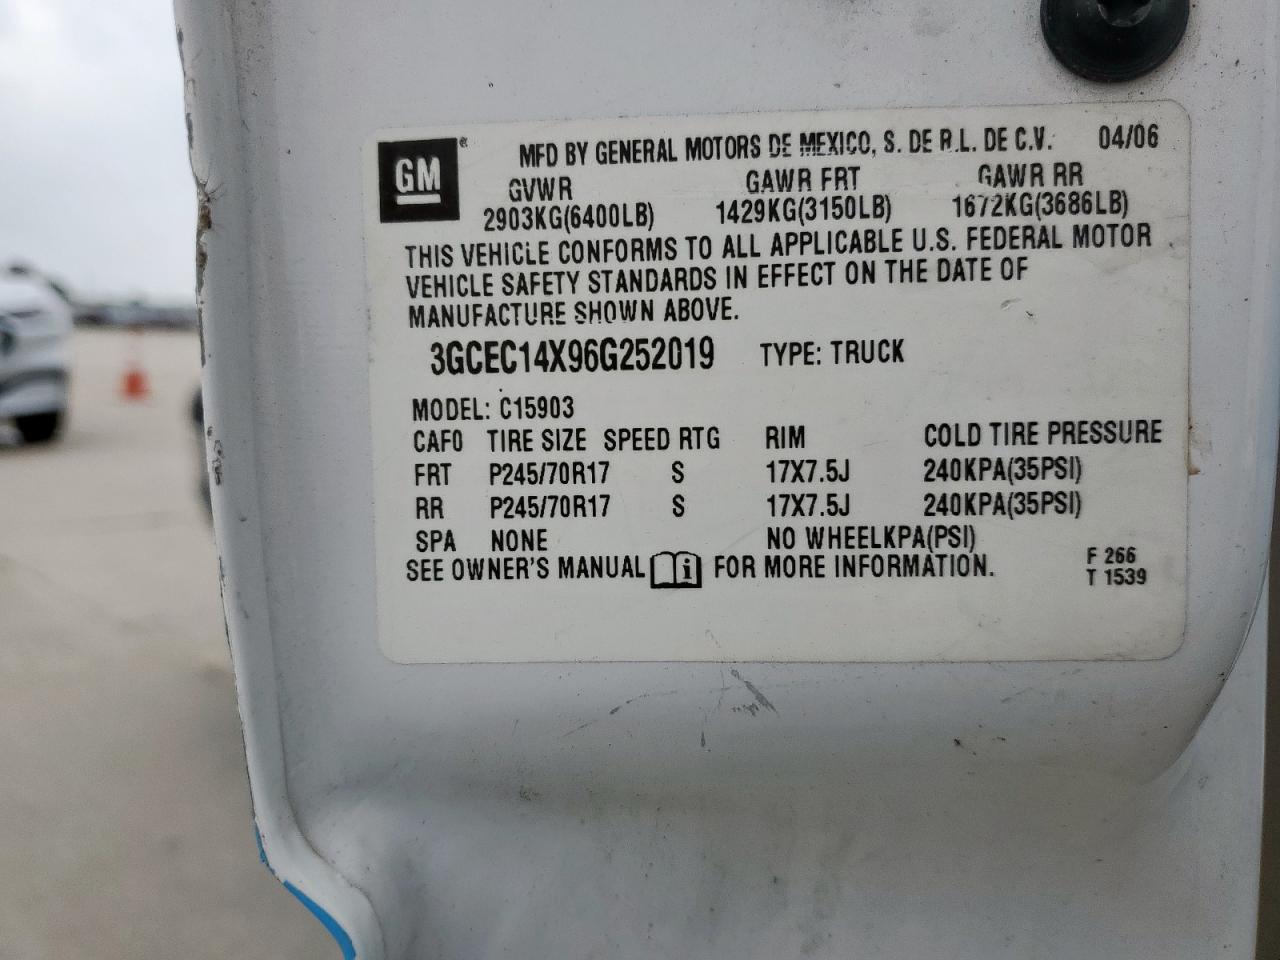 GM ® MFD BY GENERAL MOTORS DE MEXICO, S. DE R.L. DE C.V. 04/06
GVWR GAWR FRT GAWR RR
2903KG(6400LB) 1429KG(3150LB) 1672KG(3686LB)
THIS VEHICLE CONFORMS TO ALL APPLICABLE U.S. FEDERAL MOTOR
VEHICLE SAFETY STANDARDS IN EFFECT ON THE DATE OF
MANUFACTURE SHOWN ABOVE.
3GCEC14X96G252019 TYPE: TRUCK
MODEL: C15903
CAFO TIRE SIZE SPEED RTG RIM COLD TIRE PRESSURE
FRT P245/70R17 S 17X7.5J 240KPA(35PSI)
RR P245/70R17 S 17X7.5J 240KPA(35PSI)
SPA NONE NO WHEELKPA(PSI)
SEE OWNER'S MANUAL i FOR MORE INFORMATION.
F 266
T 1539